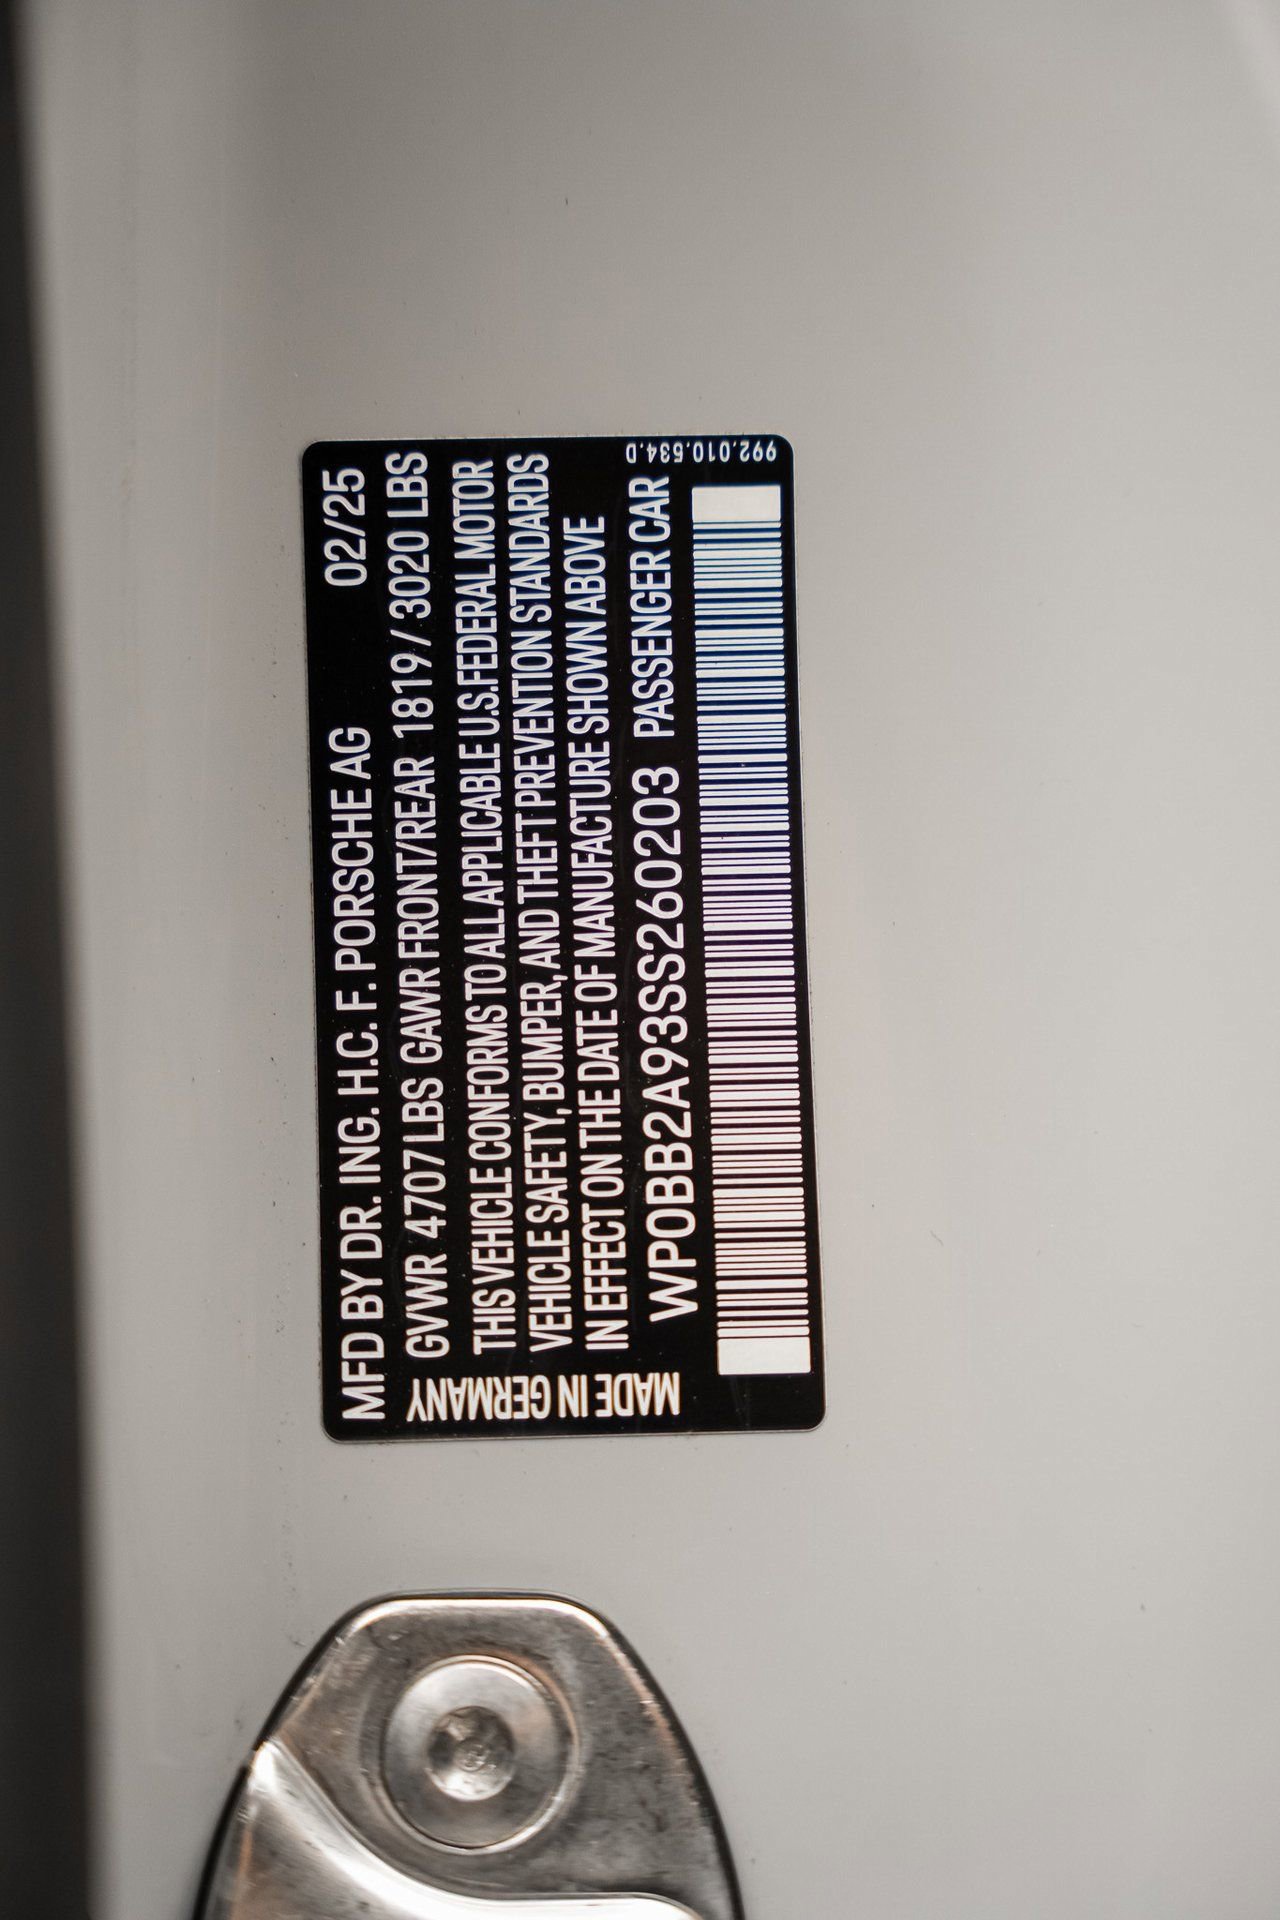 MFD BY DR. ING. H.C. F. PORSCHE AG 02/25
GVWR 4707 LBS GAWR FRONT/REAR 1819 / 3020 LBS
THIS VEHICLE CONFORMS TO ALL APPLICABLE U.S. FEDERAL MOTOR
VEHICLE SAFETY, BUMPER, AND THEFT PREVENTION STANDARDS
IN EFFECT ON THE DATE OF MANUFACTURE SHOWN ABOVE
WP0BB2A93SS260203 PASSENGER CAR
MADE IN GERMANY
992.010.534.D